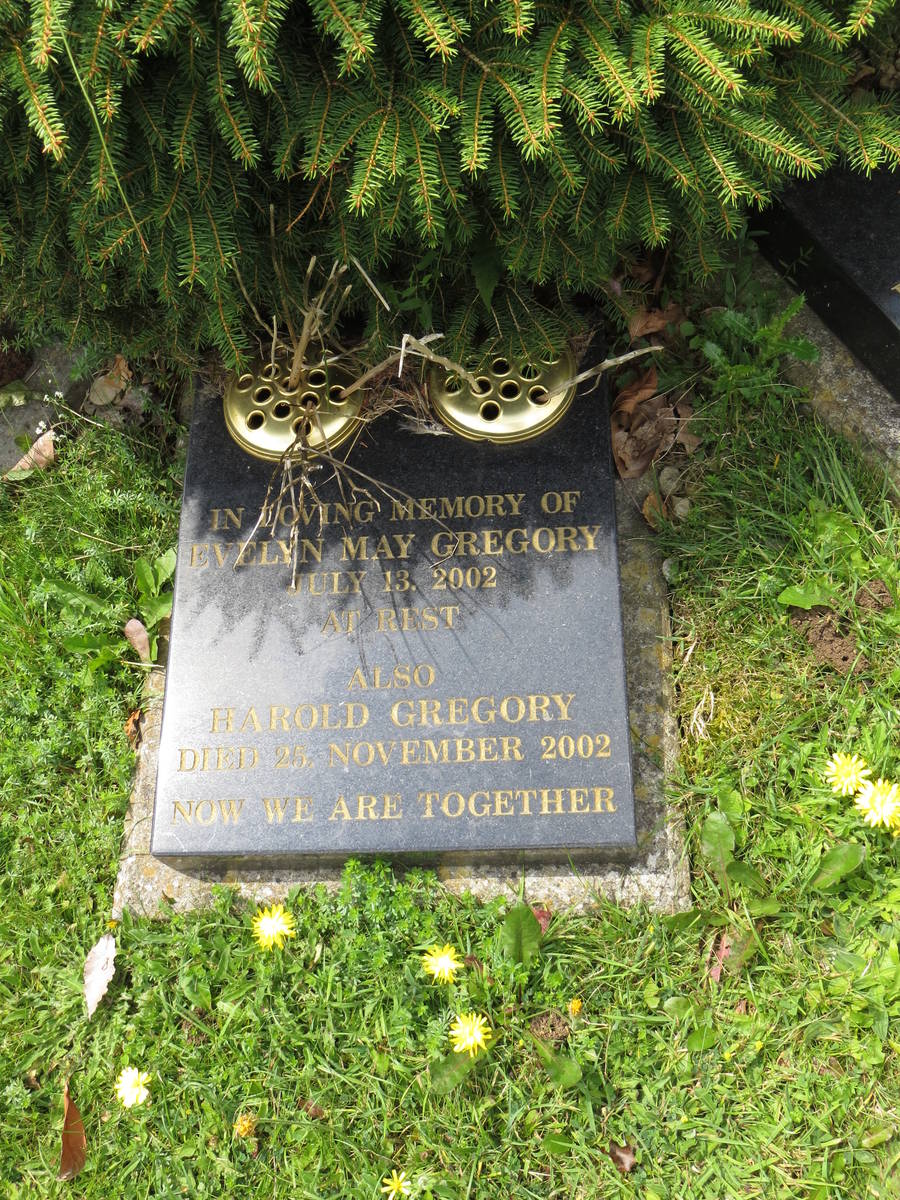 IN LOVING MEMORY OF
EVELYN MAY GREGORY
JULY 13. 2002
AT REST
ALSO
HAROLD GREGORY
DIED 25. NOVEMBER 2002
NOW WE ARE TOGETHER